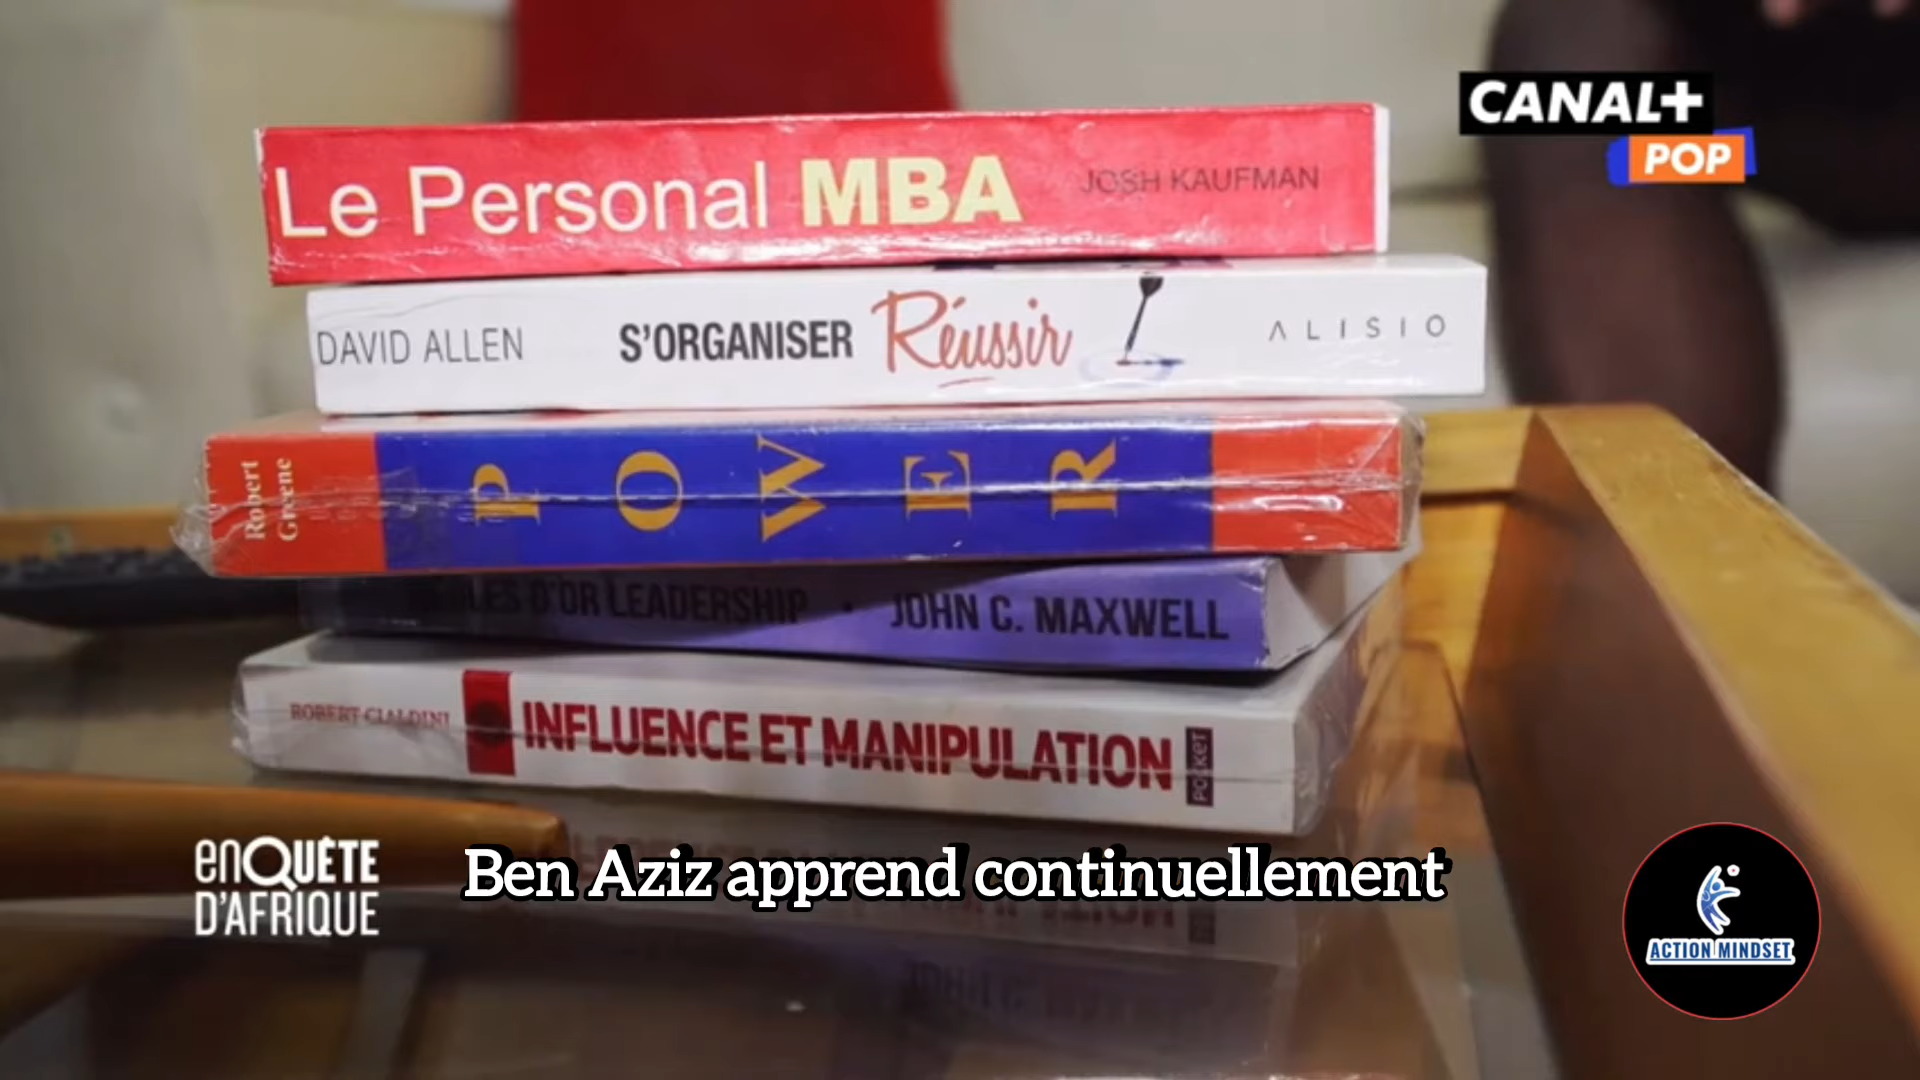 CANAL+
POP
Le Personal MBA JOSH KAUFMAN
DAVID ALLEN S'ORGANISER Réussir ALISIO
Robert
Greene
POWER
D'OR LEADERSHIP · JOHN C. MAXWELL
ROBERT CIALDINI INFLUENCE ET MANIPULATION POCKET
enQUÊTE
D'AFRIQUE
Ben Aziz apprend continuellement
ACTION MINDSET